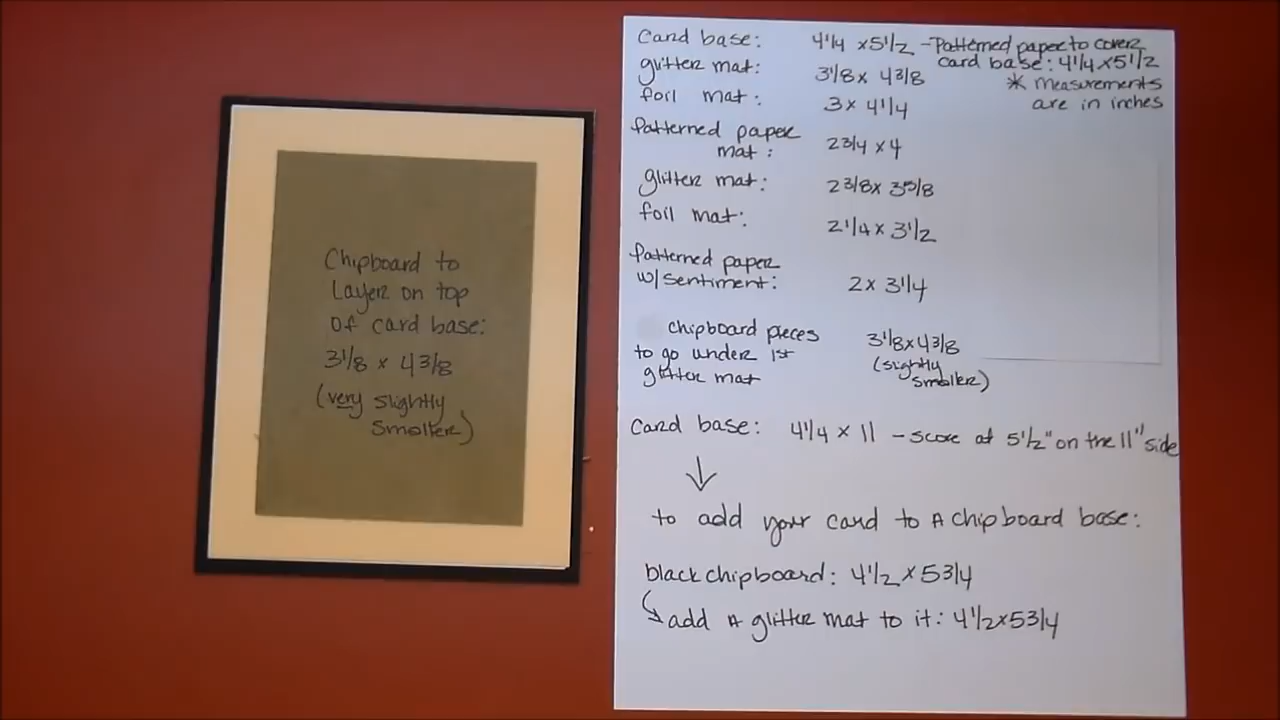 Chipboard to
Layer on top
of card base:
3 1/8 x 4 3/8
(very slightly
smaller)
Card base: 4 1/4 x 5 1/2 - Patterned paper to cover
card base: 4 1/4 x 5 1/2
glitter mat: 3 1/8 x 4 3/8
* measurements
are in inches
foil mat: 3 x 4 1/4
Patterned paper
mat: 2 3/4 x 4
glitter mat: 2 3/8 x 3 5/8
foil mat: 2 1/4 x 3 1/2
Patterned paper
w/sentiment: 2 x 3 1/4
chipboard pieces
to go under 1st
glitter mat
3 1/8 x 4 3/8
(slightly
smaller)
Card base: 4 1/4 x 11 - score at 5 1/2" on the 11" side
to add your card to A chipboard base:
black chipboard: 4 1/2 x 5 3/4
add A glitter mat to it: 4 1/2 x 5 3/4